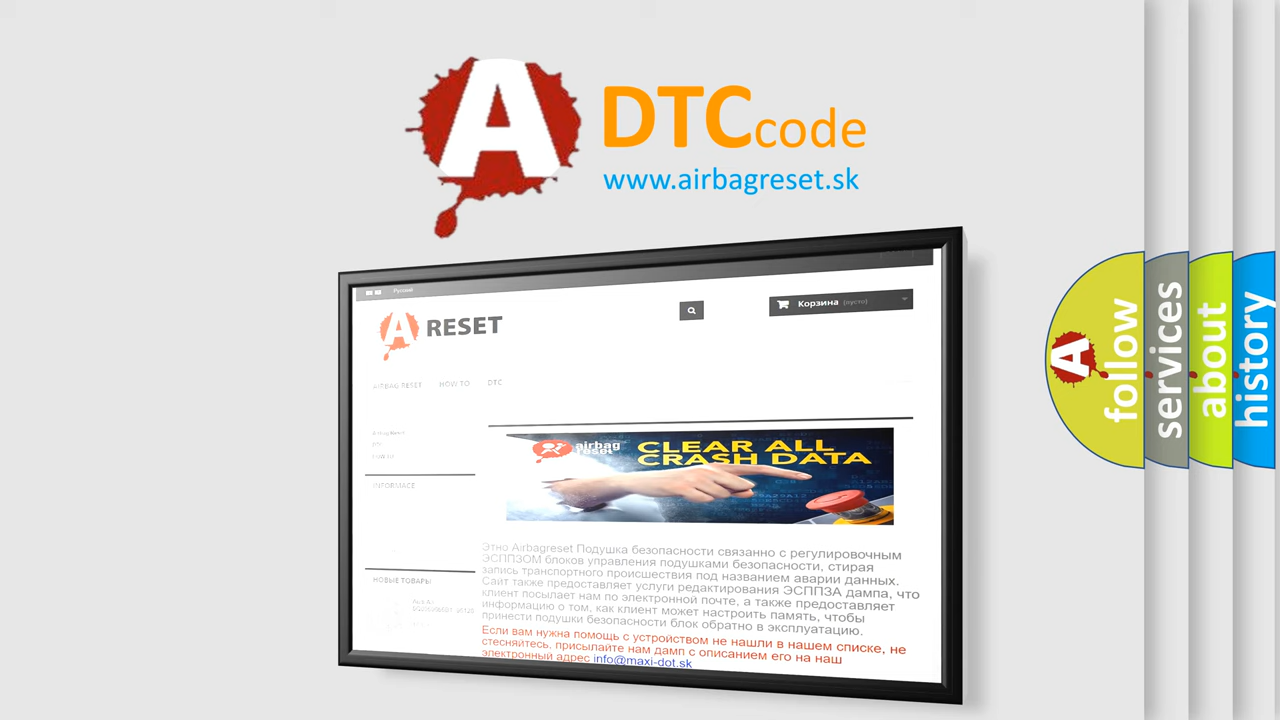 A
DTCcode
www.airbagreset.sk
Русский
A RESET
Корзина (пусто)
AIRBAG RESET HOW TO DTC
Airbag Reset
INFORMACE
airbag
reset
CLEAR ALL
CRASH DATA
Этно Airbagreset Подушка безопасности связанно с регулировочным
ЭСППЗОМ блоков управления подушками безопасности, стирая
запись транспортного происшествия под названием аварии данных.
Сайт также предоставляет услуги редактирования ЭСППЗА дампа, что
клиент посылает нам по электронной почте, а также предоставляет
информацию о том, как клиент может настроить память, чтобы
принести подушки безопасности блок обратно в эксплуатацию.
Если вам нужна помощь с устройством не нашли в нашем списке, не
стесняйтесь, присылайте нам дамп с описанием его на наш
электронный адрес info@maxi-dot.sk
НОВЫЕ ТОВАРЫ
A
follow
services
about
history